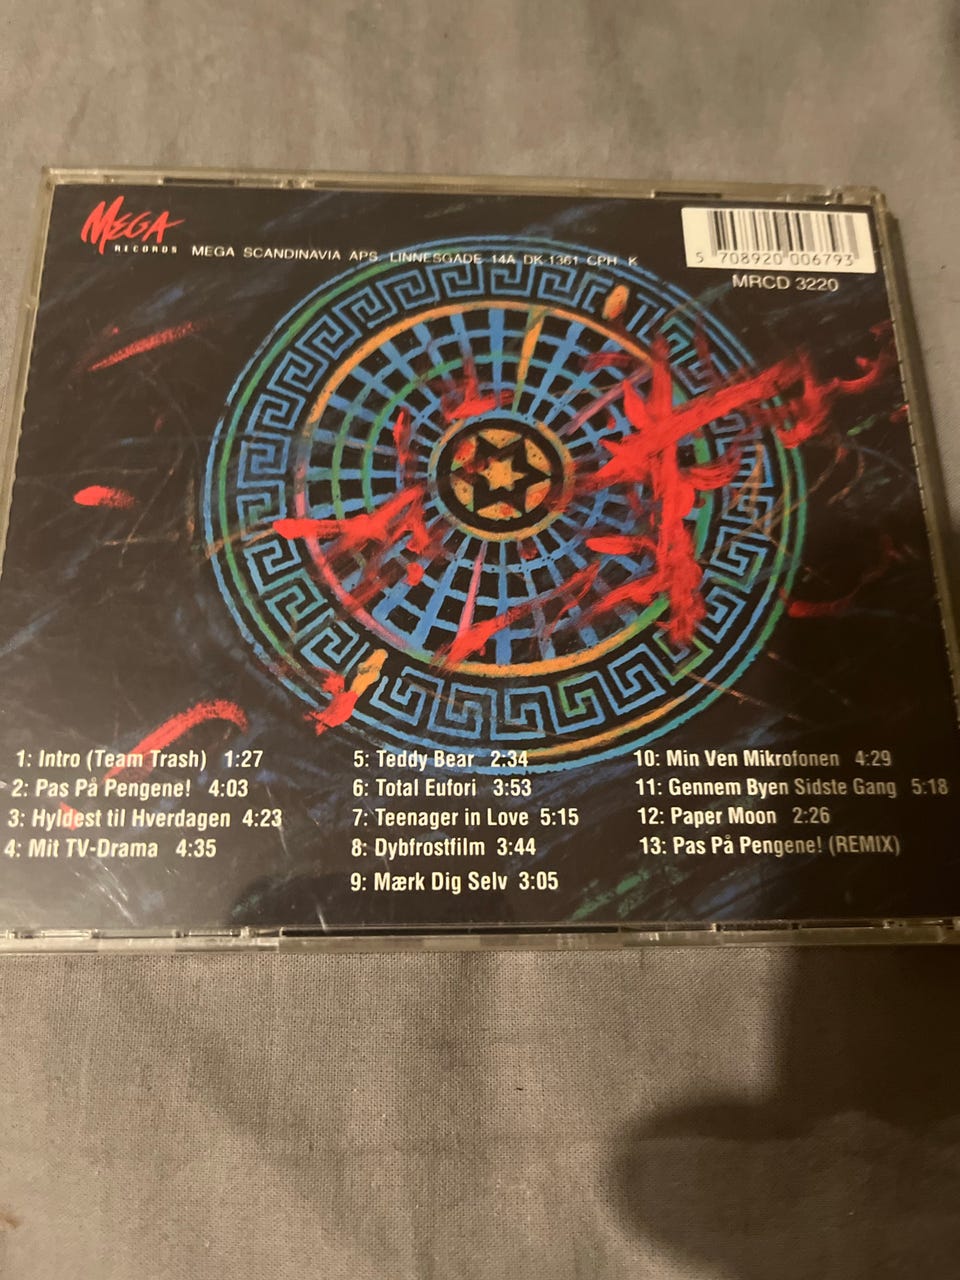 MEGA
RECORDS
MEGA SCANDINAVIA APS. LINNESGADE 14A DK-1361 CPH. K
5 708920 006793
MRCD 3220
1: Intro (Team Trash) 1:27
2: Pas På Pengene! 4:03
3: Hyldest til Hverdagen 4:23
4: Mit TV-Drama 4:35
5: Teddy Bear 2:34
6: Total Eufori 3:53
7: Teenager in Love 5:15
8: Dybfrostfilm 3:44
9: Mærk Dig Selv 3:05
10: Min Ven Mikrofonen 4:29
11: Gennem Byen Sidste Gang 5:18
12: Paper Moon 2:26
13: Pas På Pengene! (REMIX)